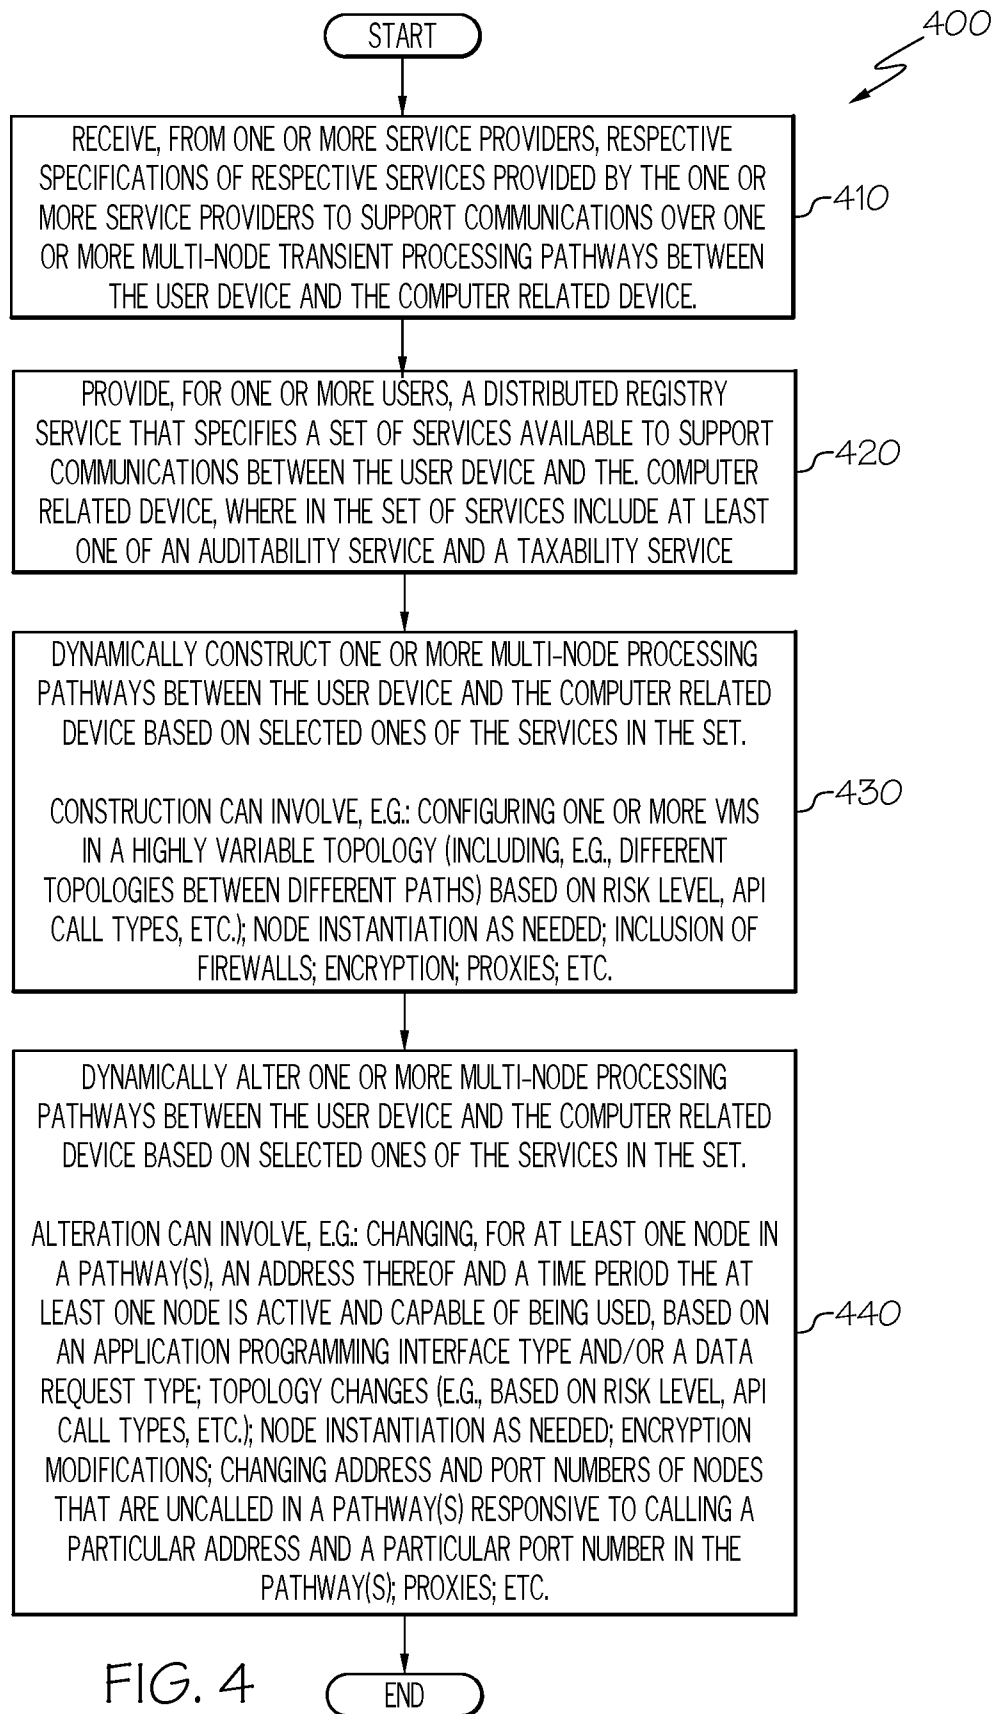 START
400
RECEIVE, FROM ONE OR MORE SERVICE PROVIDERS, RESPECTIVE
SPECIFICATIONS OF RESPECTIVE SERVICES PROVIDED BY THE ONE OR
MORE SERVICE PROVIDERS TO SUPPORT COMMUNICATIONS OVER ONE
OR MORE MULTI-NODE TRANSIENT PROCESSING PATHWAYS BETWEEN
THE USER DEVICE AND THE COMPUTER RELATED DEVICE.
410
PROVIDE, FOR ONE OR MORE USERS, A DISTRIBUTED REGISTRY
SERVICE THAT SPECIFIES A SET OF SERVICES AVAILABLE TO SUPPORT
COMMUNICATIONS BETWEEN THE USER DEVICE AND THE. COMPUTER
RELATED DEVICE, WHERE IN THE SET OF SERVICES INCLUDE AT LEAST
ONE OF AN AUDITABILITY SERVICE AND A TAXABILITY SERVICE
420
DYNAMICALLY CONSTRUCT ONE OR MORE MULTI-NODE PROCESSING
PATHWAYS BETWEEN THE USER DEVICE AND THE COMPUTER RELATED
DEVICE BASED ON SELECTED ONES OF THE SERVICES IN THE SET.
CONSTRUCTION CAN INVOLVE, E.G.: CONFIGURING ONE OR MORE VMS
IN A HIGHLY VARIABLE TOPOLOGY (INCLUDING, E.G., DIFFERENT
TOPOLOGIES BETWEEN DIFFERENT PATHS) BASED ON RISK LEVEL, API
CALL TYPES, ETC.); NODE INSTANTIATION AS NEEDED; INCLUSION OF
FIREWALLS; ENCRYPTION; PROXIES; ETC.
430
DYNAMICALLY ALTER ONE OR MORE MULTI-NODE PROCESSING
PATHWAYS BETWEEN THE USER DEVICE AND THE COMPUTER RELATED
DEVICE BASED ON SELECTED ONES OF THE SERVICES IN THE SET.
ALTERATION CAN INVOLVE, E.G.: CHANGING, FOR AT LEAST ONE NODE IN
A PATHWAY(S), AN ADDRESS THEREOF AND A TIME PERIOD THE AT
LEAST ONE NODE IS ACTIVE AND CAPABLE OF BEING USED, BASED ON
AN APPLICATION PROGRAMMING INTERFACE TYPE AND/OR A DATA
REQUEST TYPE; TOPOLOGY CHANGES (E.G., BASED ON RISK LEVEL, API
CALL TYPES, ETC.); NODE INSTANTIATION AS NEEDED; ENCRYPTION
MODIFICATIONS; CHANGING ADDRESS AND PORT NUMBERS OF NODES
THAT ARE UNCALLED IN A PATHWAY(S) RESPONSIVE TO CALLING A
PARTICULAR ADDRESS AND A PARTICULAR PORT NUMBER IN THE
PATHWAY(S); PROXIES; ETC.
440
END
FIG. 4